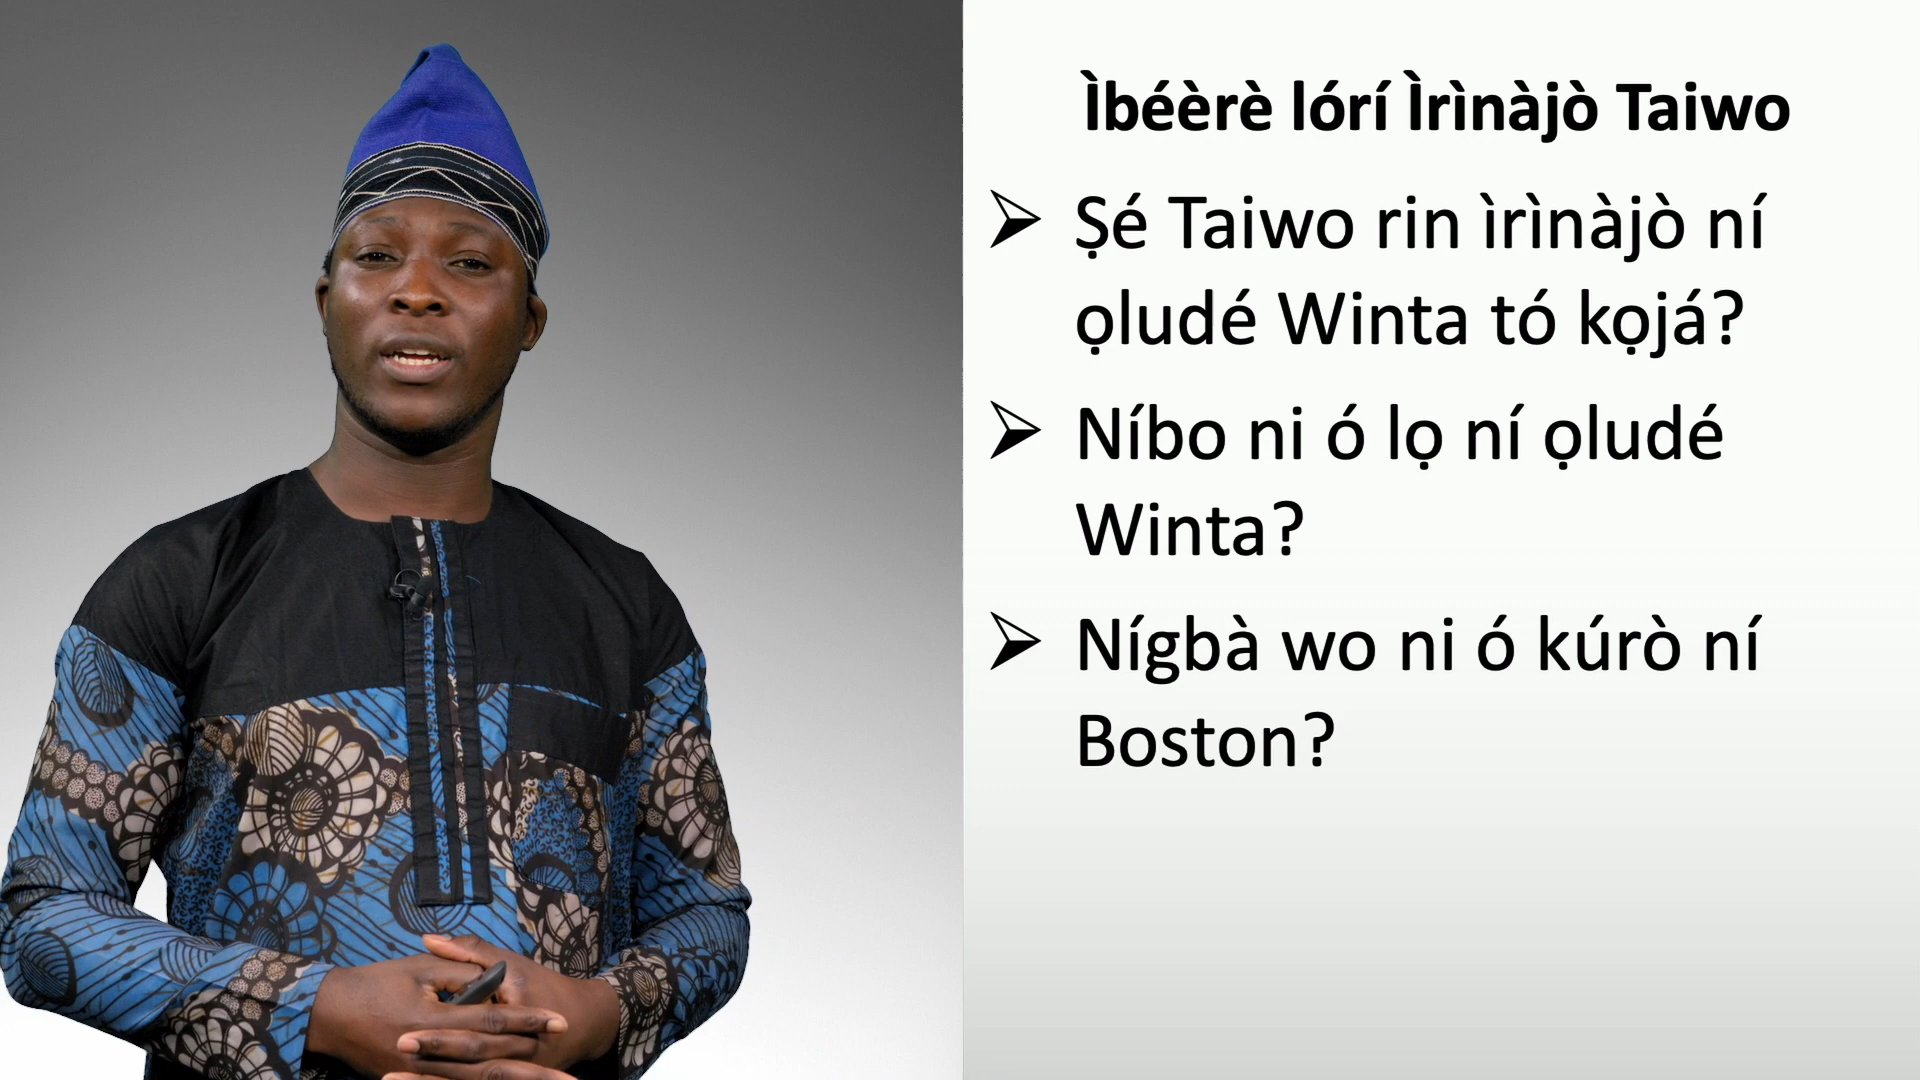 Ìbéèrè lórí Ìrìnàjò Taiwo
➢ Ṣé Taiwo rin ìrìnàjò ní
ọludé Winta tó kọjá?
➢ Níbo ni ó lọ ní ọludé
Winta?
➢ Nígbà wo ni ó kúrò ní
Boston?